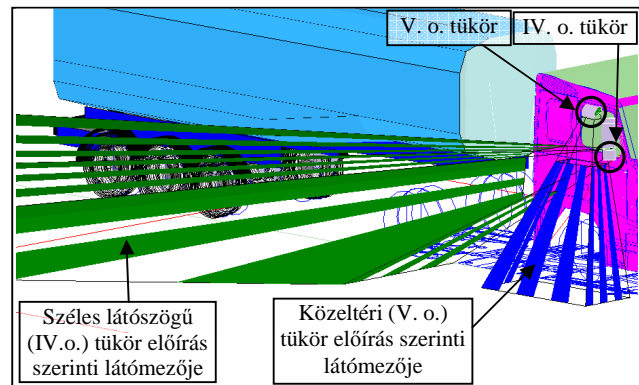 V. o. tükör
IV. o. tükör
Széles látószögű
(IV.o.) tükör előírás
szerinti látómezője
Közeltéri (V. o.)
tükör előírás szerinti
látómezője